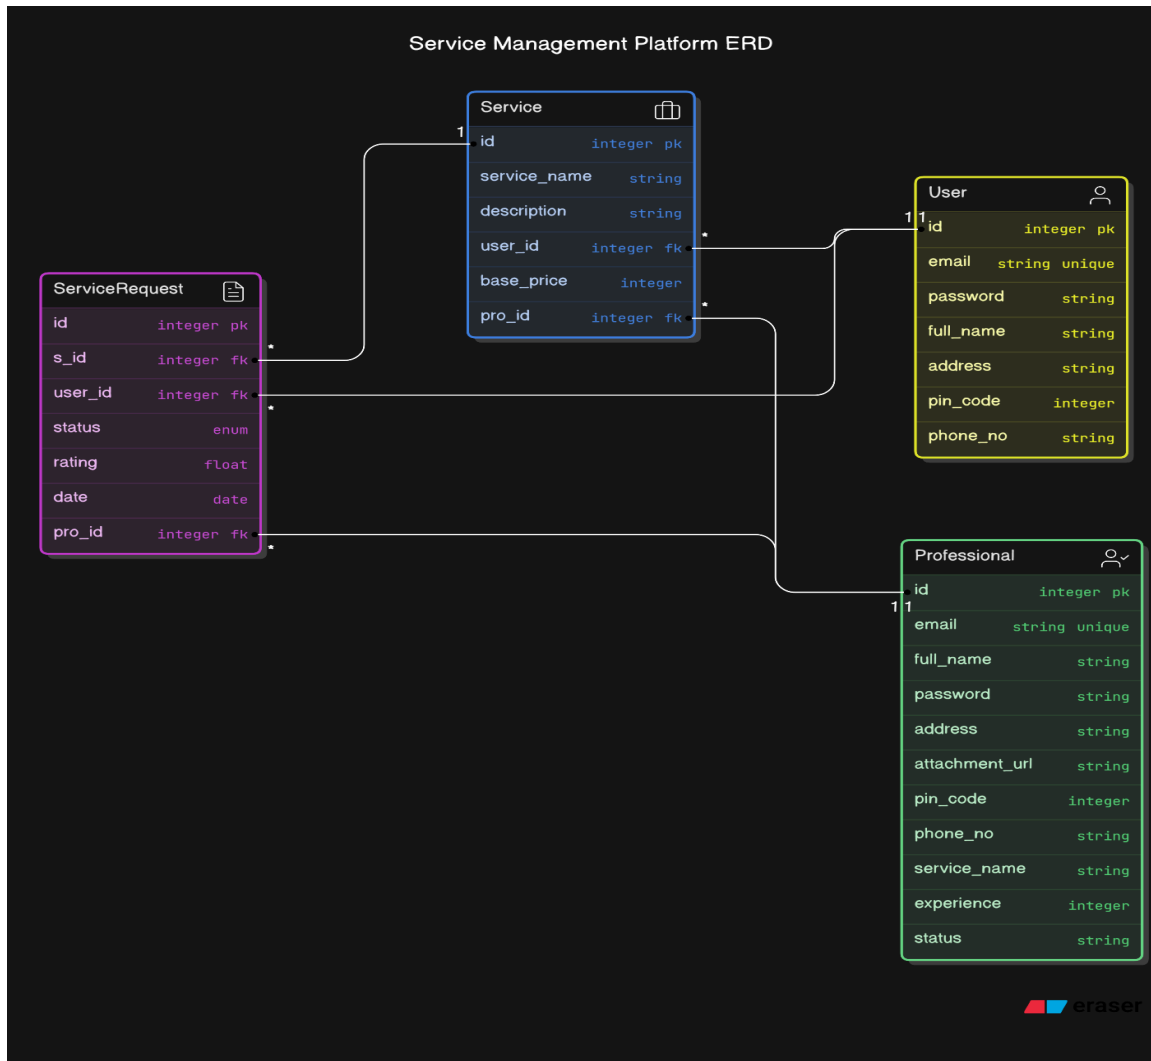 Service Management Platform ERD
Service
1
id integer pk
service_name string
description string
user_id integer fk *
base_price integer
pro_id integer fk *
User
1 1
id integer pk
email string unique
password string
full_name string
address string
pin_code integer
phone_no string
ServiceRequest
id integer pk
s_id integer fk *
user_id integer fk *
status enum
rating float
date date
pro_id integer fk *
Professional
id integer pk
1 1
email string unique
full_name string
password string
address string
attachment_url string
pin_code integer
phone_no string
service_name string
experience integer
status string
eraser